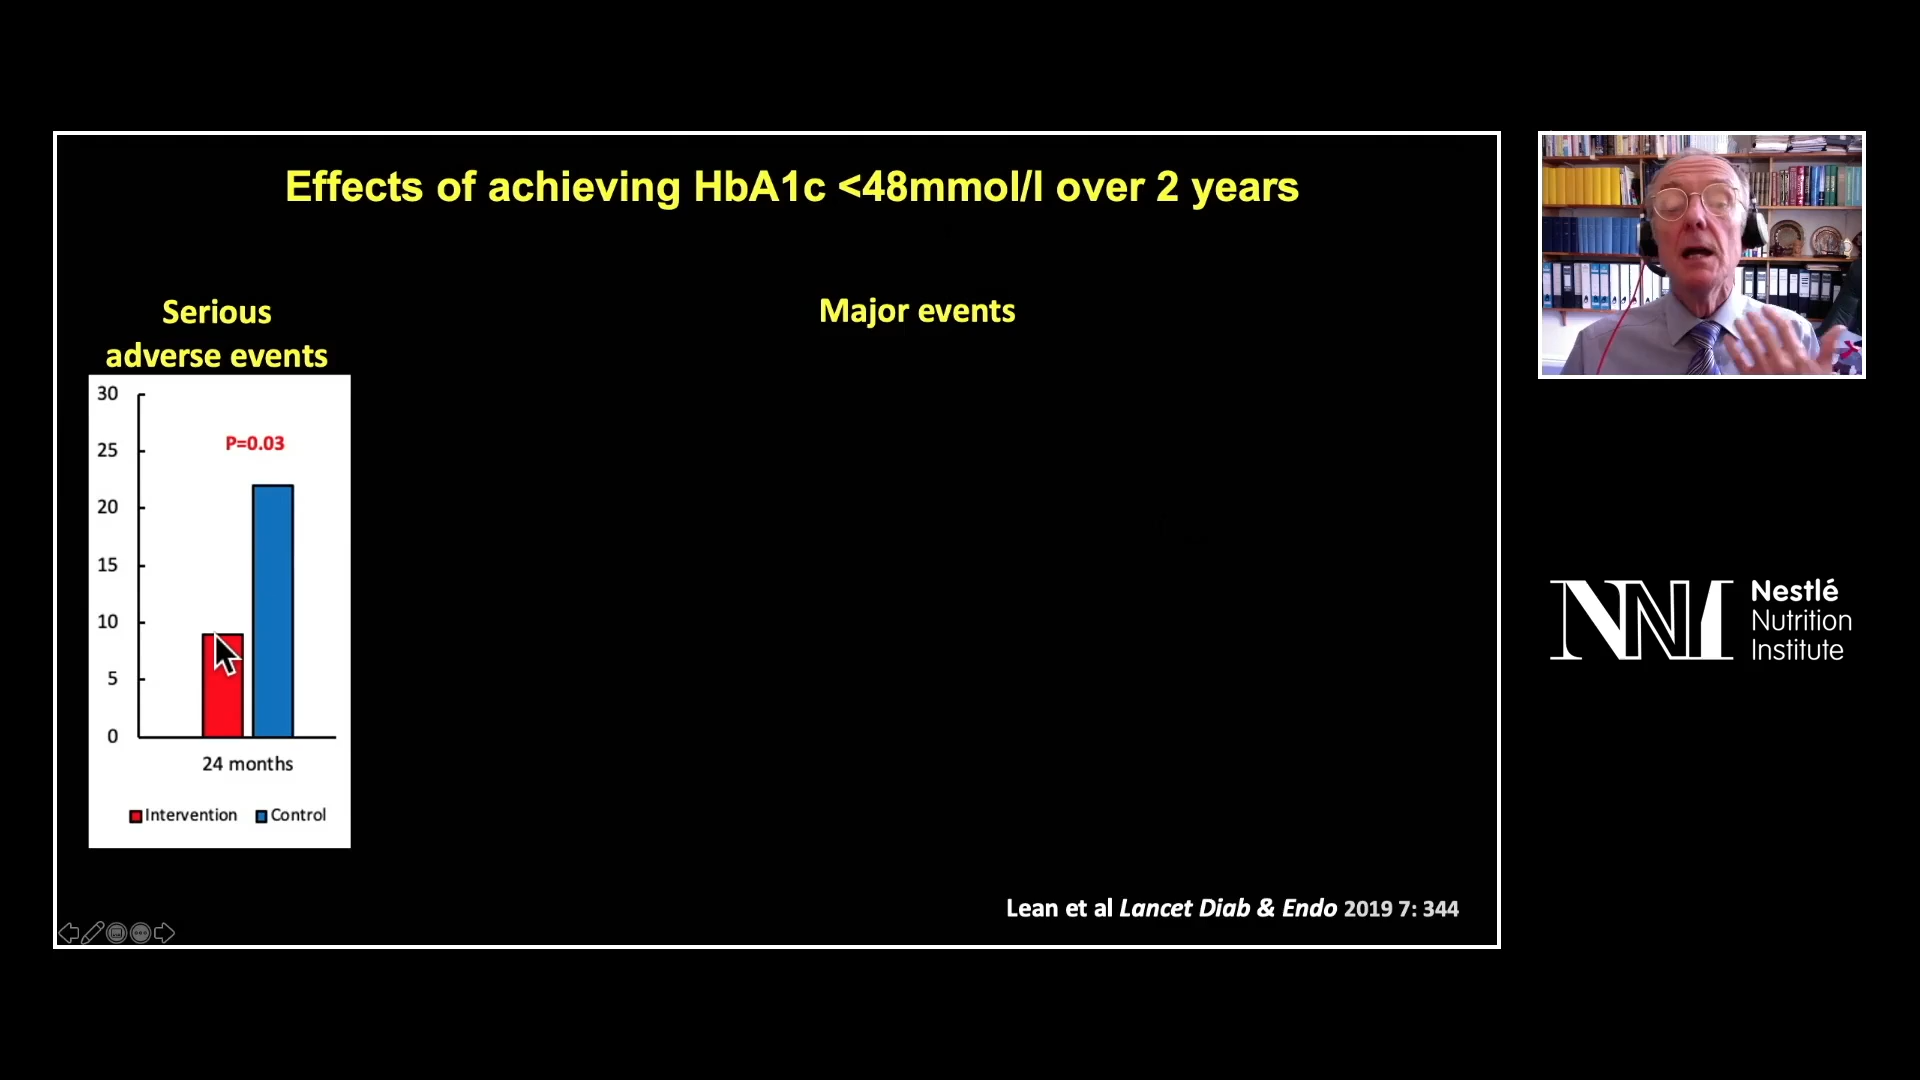 Effects of achieving HbA1c <48mmol/l over 2 years
Serious
adverse events
Major events
30
25
20
15
10
5
0
P=0.03
24 months
Intervention
Control
Lean et al Lancet Diab & Endo 2019 7: 344
NNI
Nestlé
Nutrition
Institute